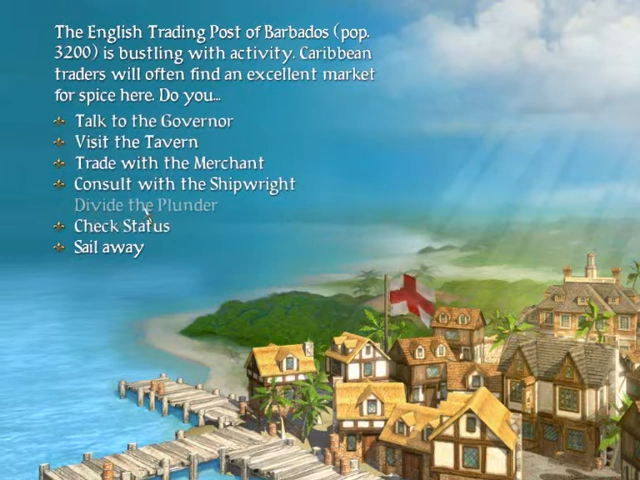 The English Trading Post of Barbados (pop.
3200) is bustling with activity. Caribbean
traders will often find an excellent market
for spice here. Do you...
Talk to the Governor
Visit the Tavern
Trade with the Merchant
Consult with the Shipwright
Divide the Plunder
Check Status
Sail away